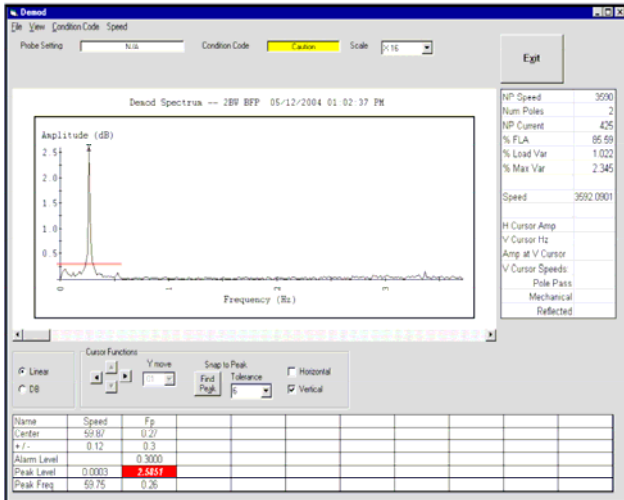 Demod
File View Condition Code Speed
Probe Setting N/A Condition Code Caution Scale X 16
Exit
Demod Spectrum -- 2BW BFP 05/12/2004 01:02:37 PM
Amplitude (dB)
2.5
2.0
1.5
1.0
0.5
0 1 2 3
Frequency (Hz)
NP Speed 3590
Num Poles 2
NP Current 425
% FLA 85.59
% Load Var 1.022
% Max Var 2.345
Speed 3592.0901
H Cursor Amp
V Cursor Hz
Amp at V Cursor
V Cursor Speeds:
Pole Pass
Mechanical
Reflected
Linear
DB
Cursor Functions
Y move
.01
Snap to Peak
Find Peak
Tolerance
6
Horizontal
Vertical
Name Speed Fp
Center 59.87 0.27
+ / - 0.12 0.3
Alarm Level 0.3000
Peak Level 0.0003 2.5851
Peak Freq 59.75 0.26